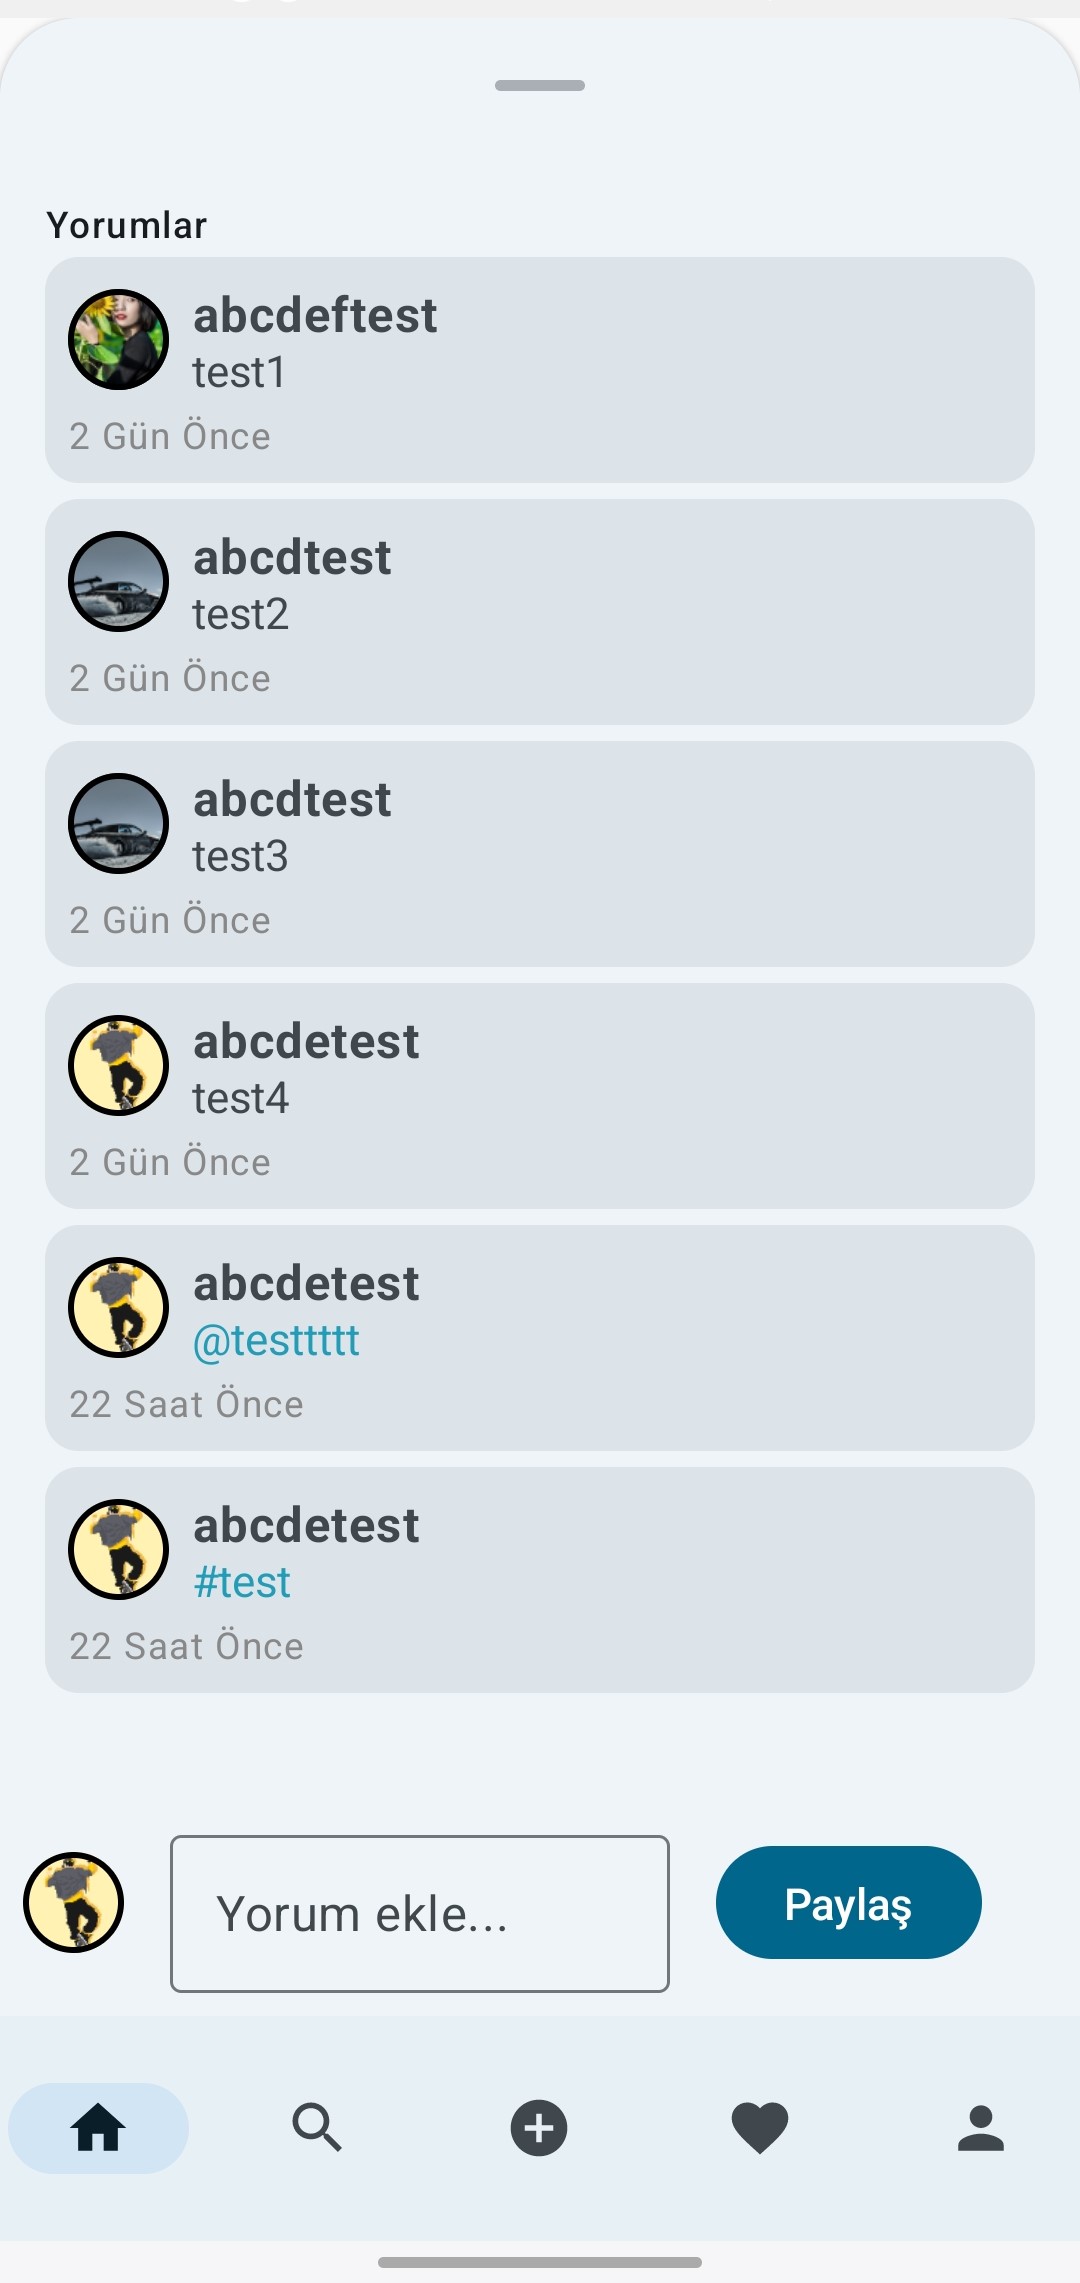 Yorumlar
abcdeftest
test1
2 Gün Önce
abcdtest
test2
2 Gün Önce
abcdtest
test3
2 Gün Önce
abcdetest
test4
2 Gün Önce
abcdetest
@testtttt
22 Saat Önce
abcdetest
#test
22 Saat Önce
Yorum ekle...
Paylaş